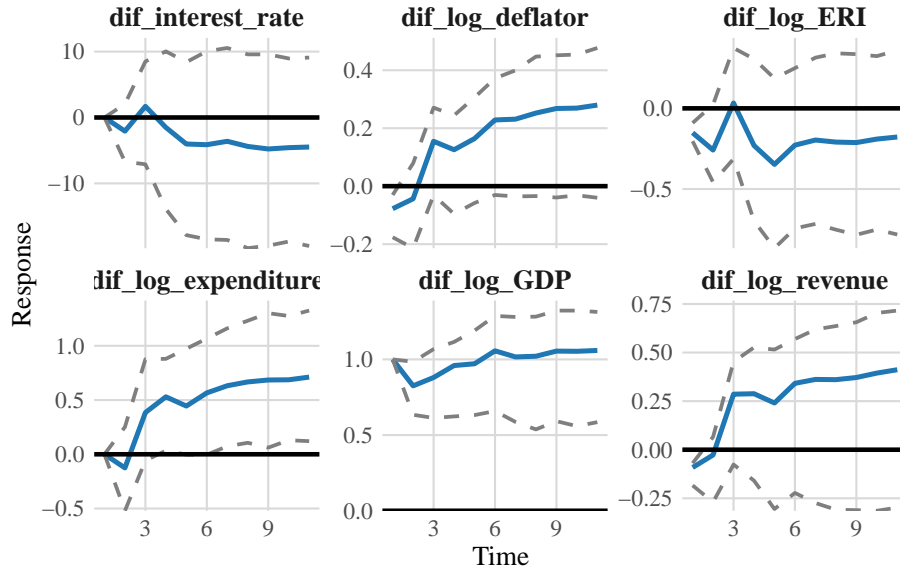 dif_interest_rate
dif_log_deflator
dif_log_ERI
10
0
−10
0.4
0.2
0.0
−0.2
0.0
−0.5
Response
dif_log_expenditure
dif_log_GDP
dif_log_revenue
1.0
0.5
0.0
−0.5
1.0
0.5
0.0
0.75
0.50
0.25
0.00
−0.25
3 6 9
3 6 9
3 6 9
Time